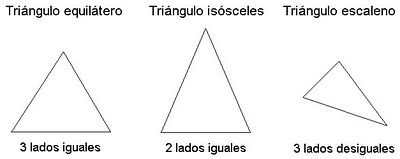 Triángulo equilátero
Triángulo isósceles
Triángulo escaleno
3 lados iguales
2 lados iguales
3 lados desiguales